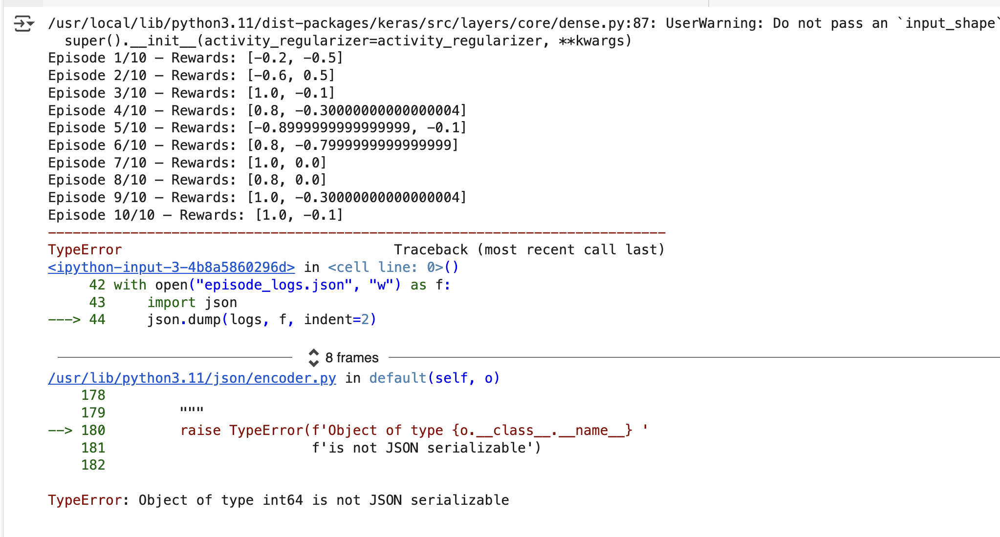 /usr/local/lib/python3.11/dist-packages/keras/src/layers/core/dense.py:87: UserWarning: Do not pass an `input_shape`
  super().__init__(activity_regularizer=activity_regularizer, **kwargs)
Episode 1/10 – Rewards: [-0.2, -0.5]
Episode 2/10 – Rewards: [-0.6, 0.5]
Episode 3/10 – Rewards: [1.0, -0.1]
Episode 4/10 – Rewards: [0.8, -0.30000000000000004]
Episode 5/10 – Rewards: [-0.8999999999999999, -0.1]
Episode 6/10 – Rewards: [0.8, -0.7999999999999999]
Episode 7/10 – Rewards: [1.0, 0.0]
Episode 8/10 – Rewards: [0.8, 0.0]
Episode 9/10 – Rewards: [1.0, -0.30000000000000004]
Episode 10/10 – Rewards: [1.0, -0.1]
---------------------------------------------------------------------------
TypeError                                 Traceback (most recent call last)
<ipython-input-3-4b8a5860296d> in <cell line: 0>()
     42 with open("episode_logs.json", "w") as f:
     43     import json
---> 44     json.dump(logs, f, indent=2)
8 frames
/usr/lib/python3.11/json/encoder.py in default(self, o)
    178
    179         """
--> 180         raise TypeError(f'Object of type {o.__class__.__name__} '
    181                         f'is not JSON serializable')
    182
TypeError: Object of type int64 is not JSON serializable